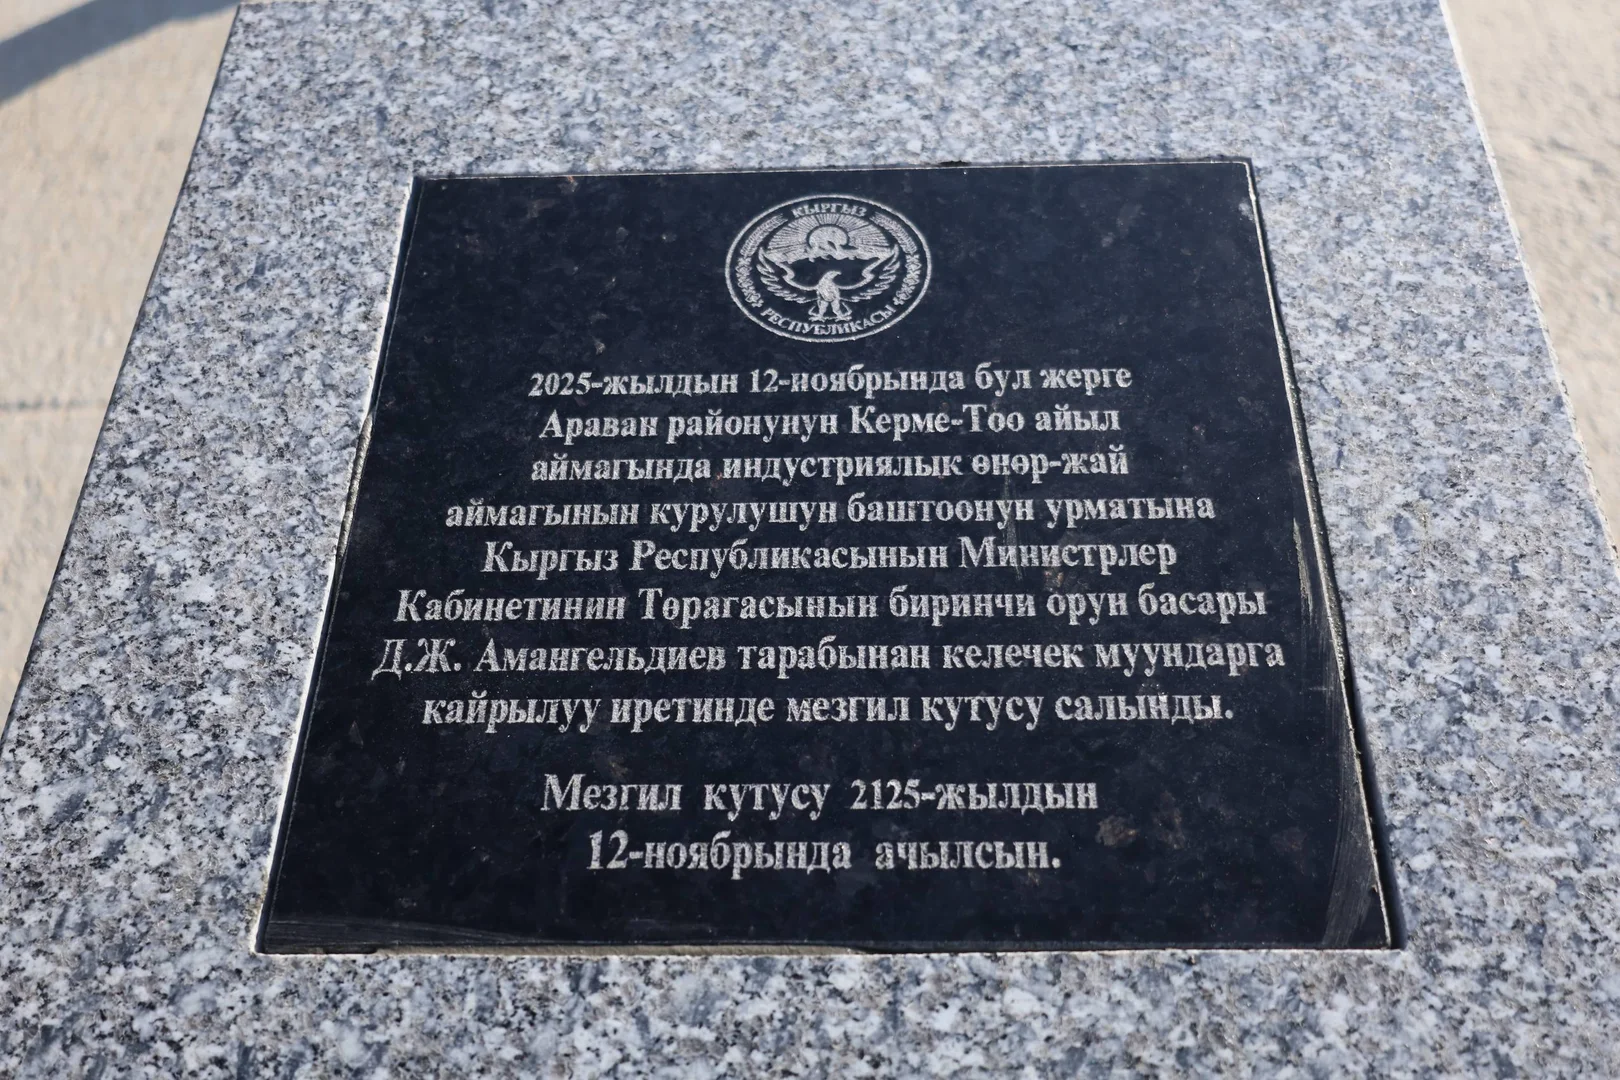 КЫРГЫЗ
РЕСПУБЛИКАСЫ
2025-жылдын 12-ноябрында бул жерге
Араван районунун Керме-Тоо айыл
аймагында индустриялык өнөр-жай
аймагынын курулушун баштоонун урматына
Кыргыз Республикасынын Министрлер
Кабинетинин Төрагасынын биринчи орун басары
Д.Ж. Амангельдиев тарабынан келечек муундарга
кайрылуу иретинде мезгил кутусу салынды.
Мезгил кутусу 2125-жылдын
12-ноябрында ачылсын.